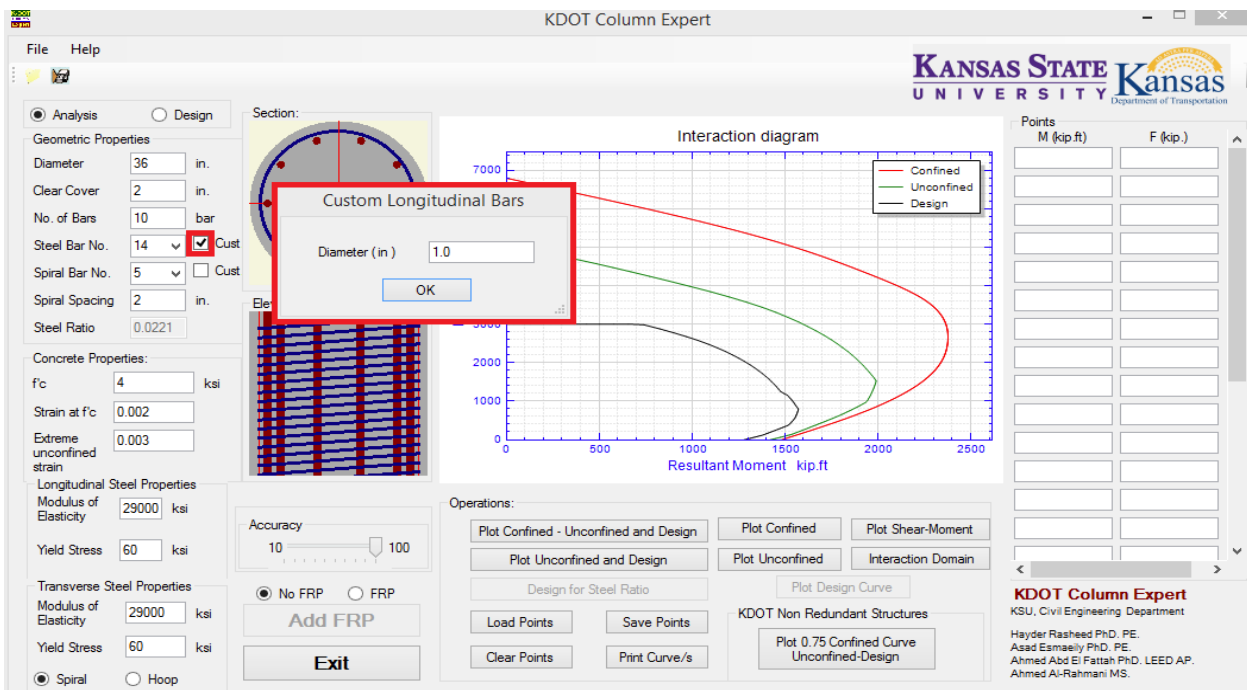 KDOT Column Expert
File Help
KANSAS STATE
UNIVERSITY
Kansas
Department of Transportation
Analysis Design
Geometric Properties
Diameter 36 in.
Clear Cover 2 in.
No. of Bars 10 bar
Steel Bar No. 14 Cust
Spiral Bar No. 5 Cust
Spiral Spacing 2 in.
Steel Ratio 0.0221
Concrete Properties:
f'c 4 ksi
Strain at f'c 0.002
Extreme
unconfined
strain
0.003
Longitudinal Steel Properties
Modulus of
Elasticity
29000 ksi
Yield Stress 60 ksi
Transverse Steel Properties
Modulus of
Elasticity
29000 ksi
Yield Stress 60 ksi
Spiral Hoop
Section:
Custom Longitudinal Bars
Diameter ( in ) 1.0
OK
Accuracy
10 100
No FRP FRP
Add FRP
Exit
Interaction diagram
Confined
Unconfined
Design
7000
3000
2000
1000
0
0 500 1000 1500 2000 2500
Resultant Moment kip.ft
Operations:
Plot Confined - Unconfined and Design
Plot Confined
Plot Shear-Moment
Plot Unconfined and Design
Plot Unconfined
Interaction Domain
Design for Steel Ratio
Plot Design Curve
Load Points
Save Points
Clear Points
Print Curve/s
KDOT Non Redundant Structures
Plot 0.75 Confined Curve
Unconfined-Design
Points
M (kip.ft) F (kip.)
KDOT Column Expert
KSU, Civil Engineering Department
Hayder Rasheed PhD. PE.
Asad Esmaeily PhD. PE.
Ahmed Abd El Fattah PhD. LEED AP.
Ahmed Al-Rahmani MS.